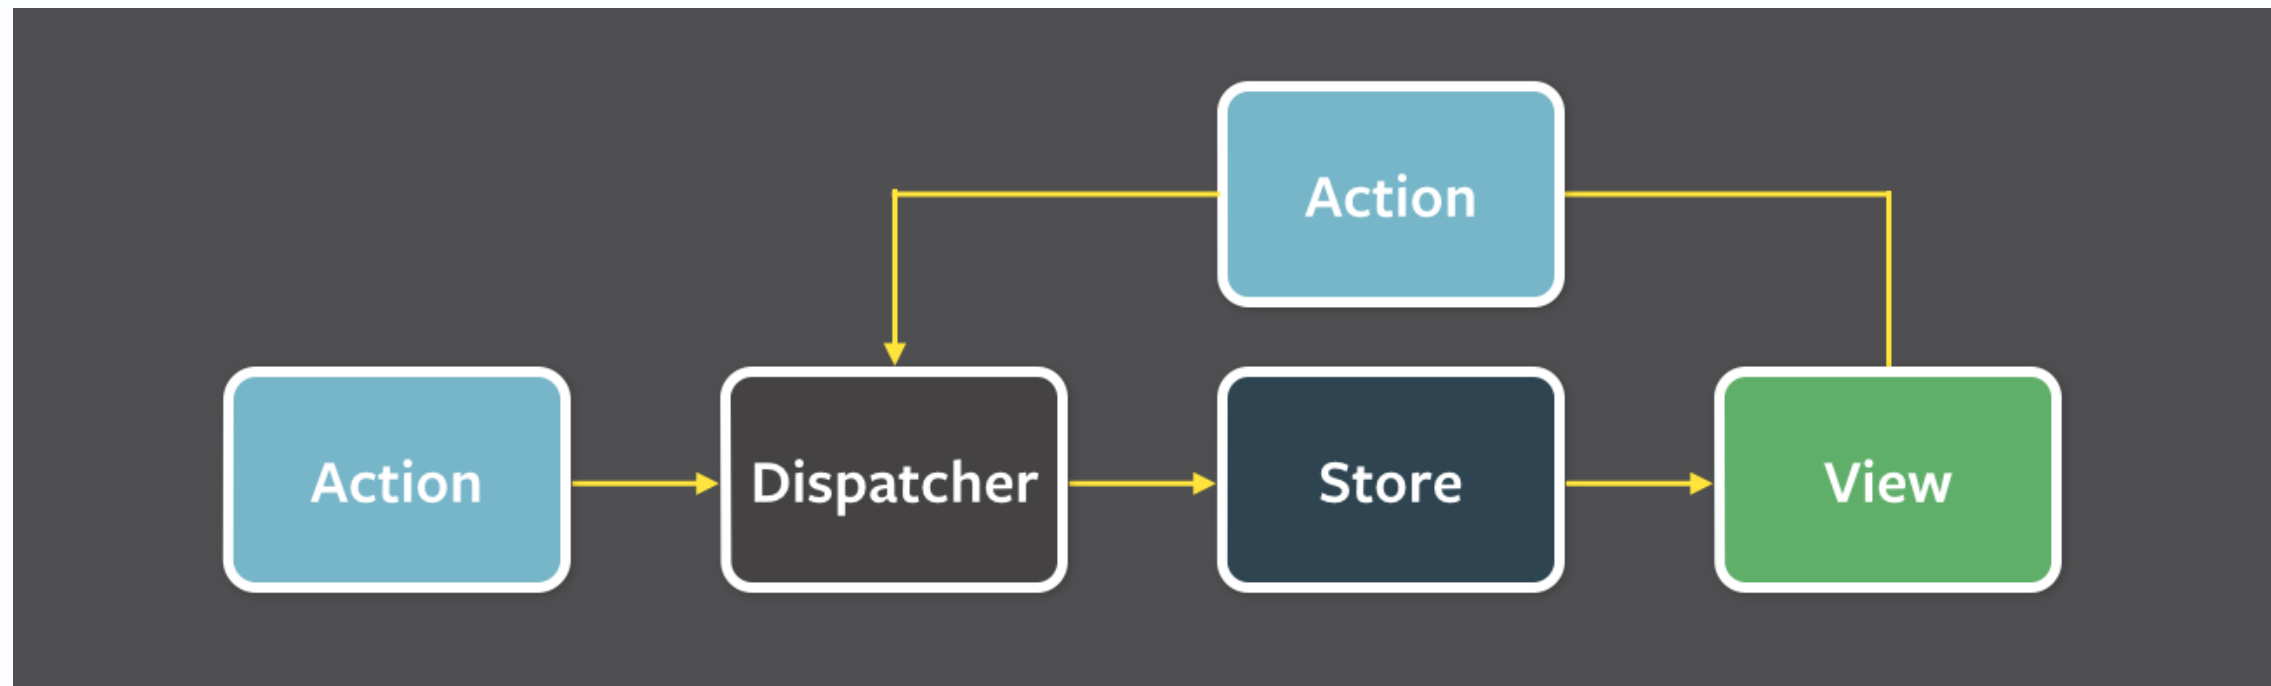 Action
Action
Dispatcher
Store
View